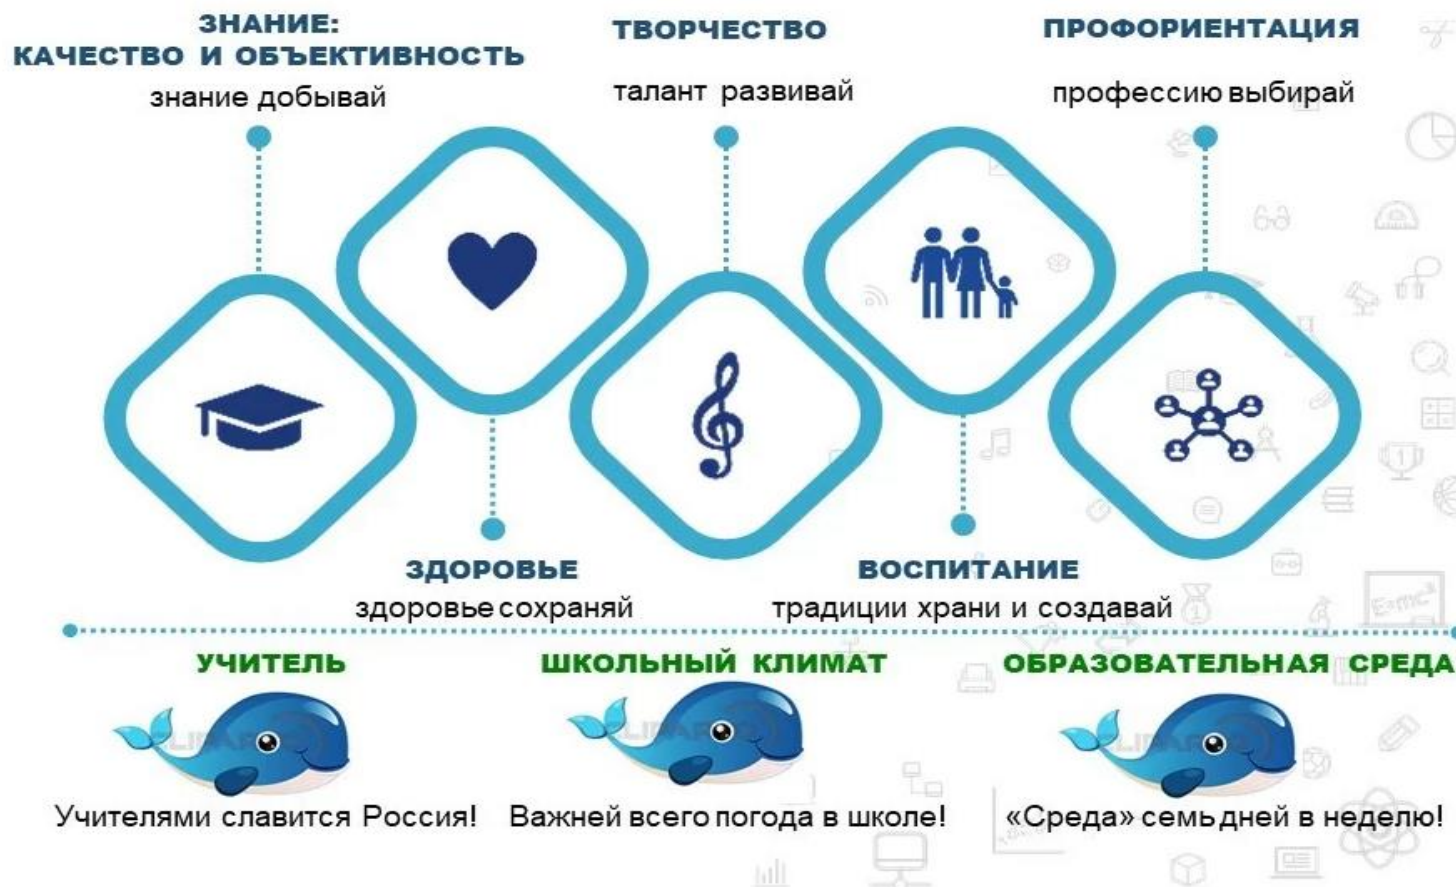 ЗНАНИЕ:
КАЧЕСТВО И ОБЪЕКТИВНОСТЬ
знание добывай
ТВОРЧЕСТВО
талант развивай
ПРОФОРИЕНТАЦИЯ
профессию выбирай
ЗДОРОВЬЕ
здоровье сохраняй
ВОСПИТАНИЕ
традиции храни и создавай
E=mc²
УЧИТЕЛЬ
ШКОЛЬНЫЙ КЛИМАТ
ОБРАЗОВАТЕЛЬНАЯ СРЕДА
Учителями славится Россия!
Важней всего погода в школе!
«Среда» семь дней в неделю!